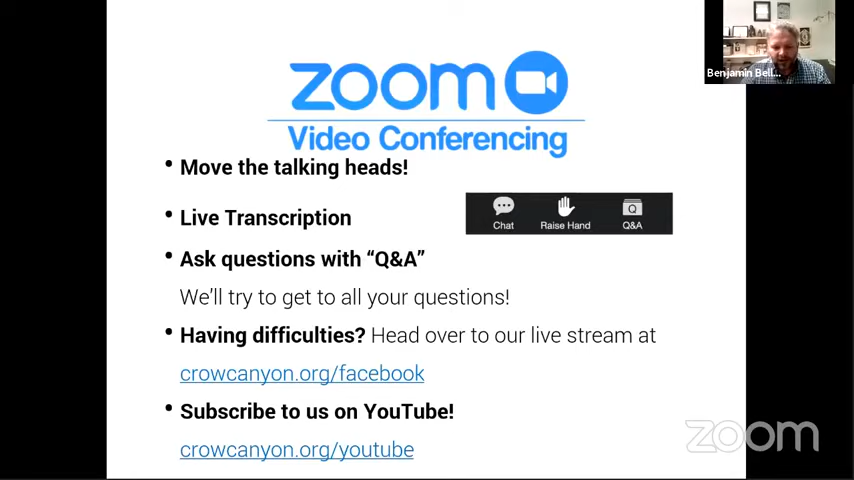 Benjamin Bell...
zoom
Video Conferencing
• Move the talking heads!
• Live Transcription
Chat Raise Hand Q&A
• Ask questions with “Q&A”
We’ll try to get to all your questions!
• Having difficulties? Head over to our live stream at
crowcanyon.org/facebook
• Subscribe to us on YouTube!
crowcanyon.org/youtube
zoom